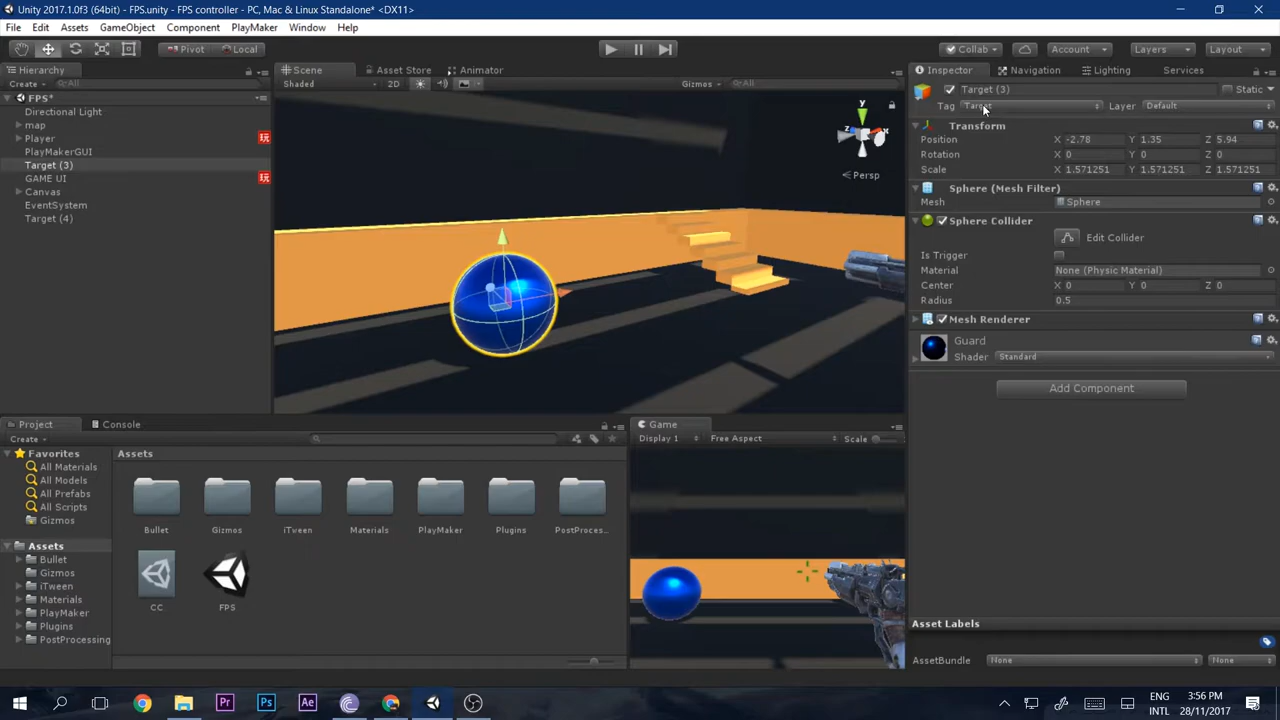 Unity 2017.1.0f3 (64bit) - FPS.unity - FPS controller - PC, Mac & Linux Standalone* <DX11>
File Edit Assets GameObject Component PlayMaker Window Help
Pivot Local Collab Account Layers Layout
Hierarchy
Create All
FPS*
Directional Light
map
Player
PlayMakerGUI
Target (3)
GAME UI
Canvas
EventSystem
Target (4)
Scene Asset Store Animator
Shaded 2D Gizmos All
y
z
x
Persp
Inspector Navigation Lighting Services
Target (3) Static
Tag Target Layer Default
Transform
Position X -2.78 Y 1.35 Z 5.94
Rotation X 0 Y 0 Z 0
Scale X 1.571251 Y 1.571251 Z 1.571251
Sphere (Mesh Filter)
Mesh Sphere
Sphere Collider
Edit Collider
Is Trigger
Material None (Physic Material)
Center X 0 Y 0 Z 0
Radius 0.5
Mesh Renderer
Guard
Shader Standard
Add Component
Asset Labels
AssetBundle None None
Project Console
Create
Favorites
All Materials
All Models
All Prefabs
All Scripts
Gizmos
Assets
Bullet
Gizmos
iTween
Materials
PlayMaker
Plugins
PostProcessing
Assets
Bullet Gizmos iTween Materials PlayMaker Plugins PostProces...
CC FPS
Game
Display 1 Free Aspect Scale
Pr Ps Ae
ENG
INTL
3:56 PM
28/11/2017